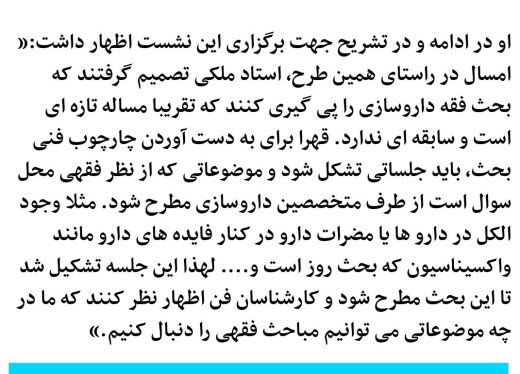 او در ادامه و در تشریح جهت برگزاری این نشست اظهار داشت:«
امسال در راستای همین طرح، استاد ملکی تصمیم گرفتند که
بحث فقه داروسازی را پی گیری کنند که تقریبا مساله تازه ای
است و سابقه ای ندارد. قهرا برای به دست آوردن چارچوب فنی
بحث، باید جلساتی تشکل شود و موضوعاتی که از نظر فقهی محل
سوال است از طرف متخصصین داروسازی مطرح شود. مثلا وجود
الکل در دارو ها یا مضرات دارو در کنار فایده های دارو مانند
واکسیناسیون که بحث روز است و.... لهذا این جلسه تشکیل شد
تا این بحث مطرح شود و کارشناسان فن اظهار نظر کنند که ما در
چه موضوعاتی می توانیم مباحث فقهی را دنبال کنیم.»